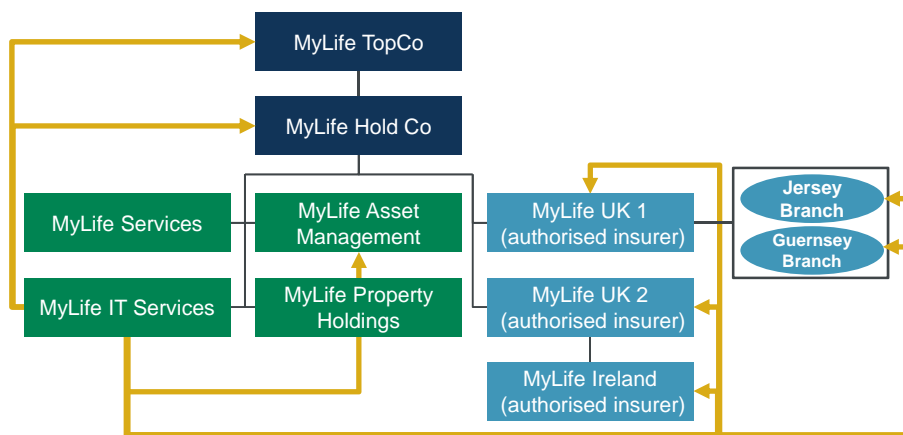 MyLife TopCo
MyLife Hold Co
MyLife Services
MyLife Asset
Management
MyLife UK 1
(authorised insurer)
Jersey
Branch
Guernsey
Branch
MyLife IT Services
MyLife Property
Holdings
MyLife UK 2
(authorised insurer)
MyLife Ireland
(authorised insurer)